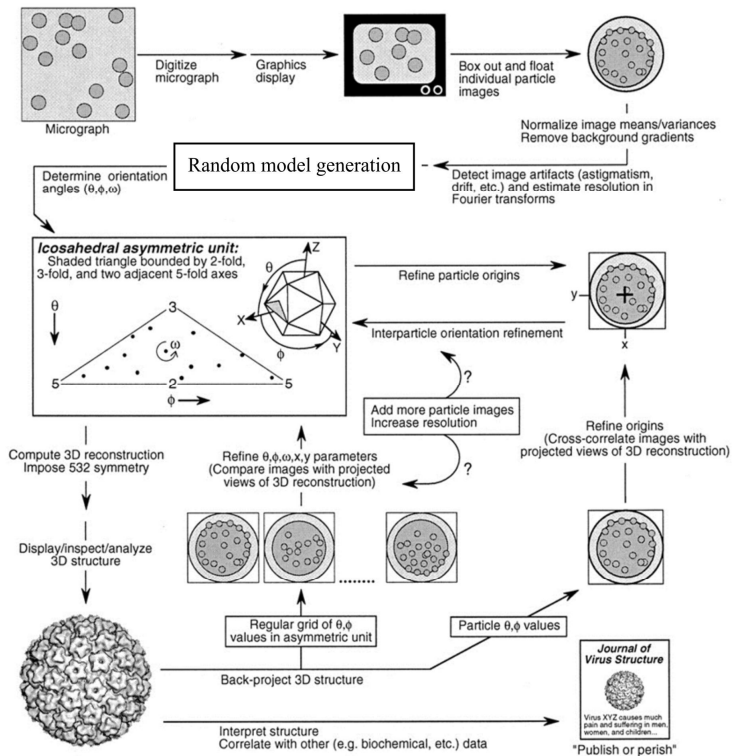 Micrograph
Digitize
micrograph
Graphics
display
Box out and float
individual particle
images
Normalize image means/variances
Remove background gradients
Detect image artifacts (astigmatism,
drift, etc.) and estimate resolution in
Fourier transforms
Random model generation
Determine orientation
angles (θ,ϕ,ω)
Icosahedral asymmetric unit:
Shaded triangle bounded by 2-fold,
3-fold, and two adjacent 5-fold axes
θ
3
ω
5
2
5
ϕ
Z
θ
X
Y
ϕ
Refine particle origins
Interparticle orientation refinement
y
x
?
Add more particle images
Increase resolution
?
Refine origins
(Cross-correlate images with
projected views of 3D reconstruction)
Compute 3D reconstruction
Impose 532 symmetry
Refine θ,ϕ,ω,x,y parameters
(Compare images with projected
views of 3D reconstruction)
Display/inspect/analyze
3D structure
........
Regular grid of θ,ϕ
values in asymmetric unit
Particle θ,ϕ values
Back-project 3D structure
Journal of
Virus Structure
Virus XYZ causes much
pain and suffering in men,
women, and children...
Interpret structure
Correlate with other (e.g. biochemical, etc.) data
"Publish or perish"